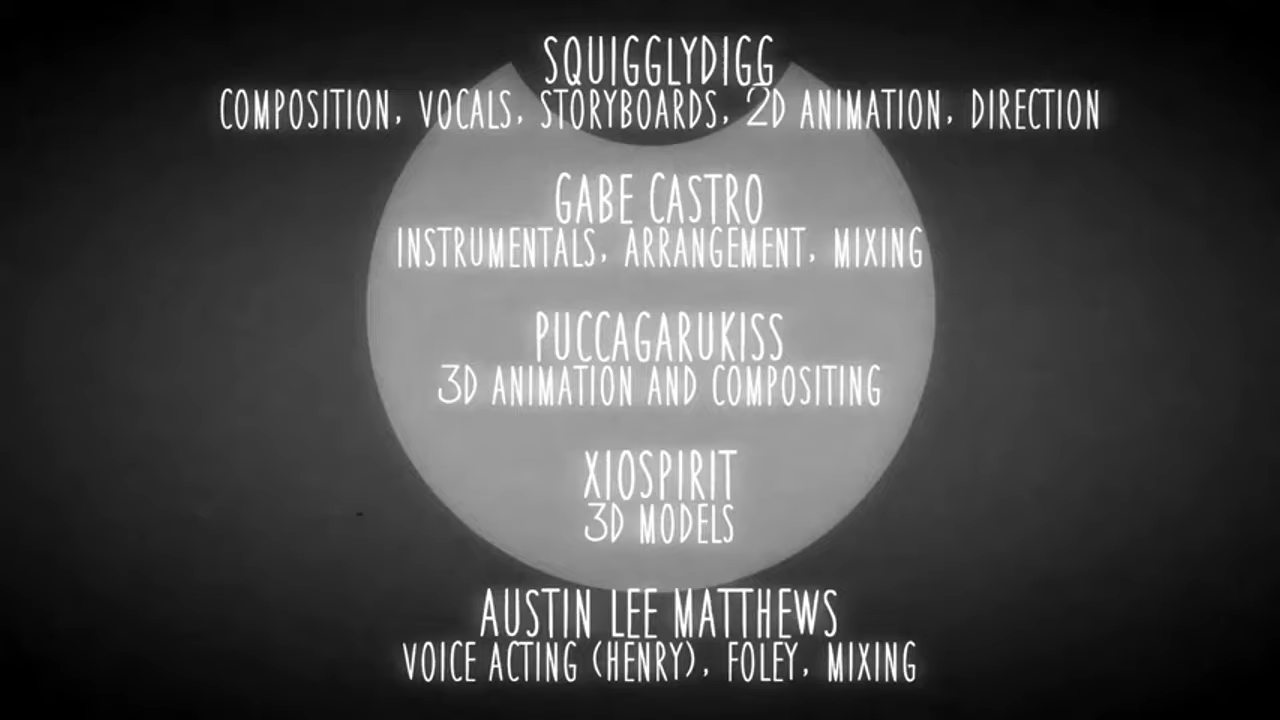 SQUIGGLYDIGG
COMPOSITION, VOCALS, STORYBOARDS, 2D ANIMATION, DIRECTION
GABE CASTRO
INSTRUMENTALS, ARRANGEMENT, MIXING
PUCCAGARUKISS
3D ANIMATION AND COMPOSITING
XIOSPIRIT
3D MODELS
AUSTIN LEE MATTHEWS
VOICE ACTING (HENRY), FOLEY, MIXING